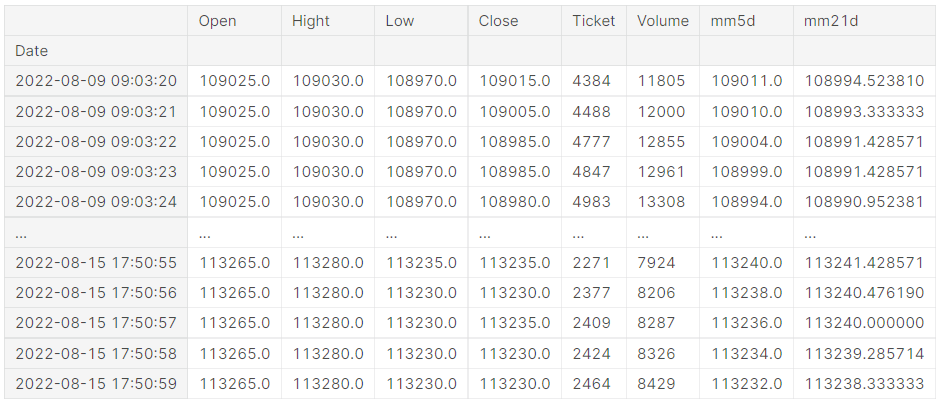 Open Hight Low Close Ticket Volume mm5d mm21d
Date
2022-08-09 09:03:20 109025.0 109030.0 108970.0 109015.0 4384 11805 109011.0 108994.523810
2022-08-09 09:03:21 109025.0 109030.0 108970.0 109005.0 4488 12000 109010.0 108993.333333
2022-08-09 09:03:22 109025.0 109030.0 108970.0 108985.0 4777 12855 109004.0 108991.428571
2022-08-09 09:03:23 109025.0 109030.0 108970.0 108985.0 4847 12961 108999.0 108991.428571
2022-08-09 09:03:24 109025.0 109030.0 108970.0 108980.0 4983 13308 108994.0 108990.952381
... ... ... ... ... ... ... ... ...
2022-08-15 17:50:55 113265.0 113280.0 113235.0 113235.0 2271 7924 113240.0 113241.428571
2022-08-15 17:50:56 113265.0 113280.0 113230.0 113230.0 2377 8206 113238.0 113240.476190
2022-08-15 17:50:57 113265.0 113280.0 113230.0 113235.0 2409 8287 113236.0 113240.000000
2022-08-15 17:50:58 113265.0 113280.0 113230.0 113230.0 2424 8326 113234.0 113239.285714
2022-08-15 17:50:59 113265.0 113280.0 113230.0 113230.0 2464 8429 113232.0 113238.333333